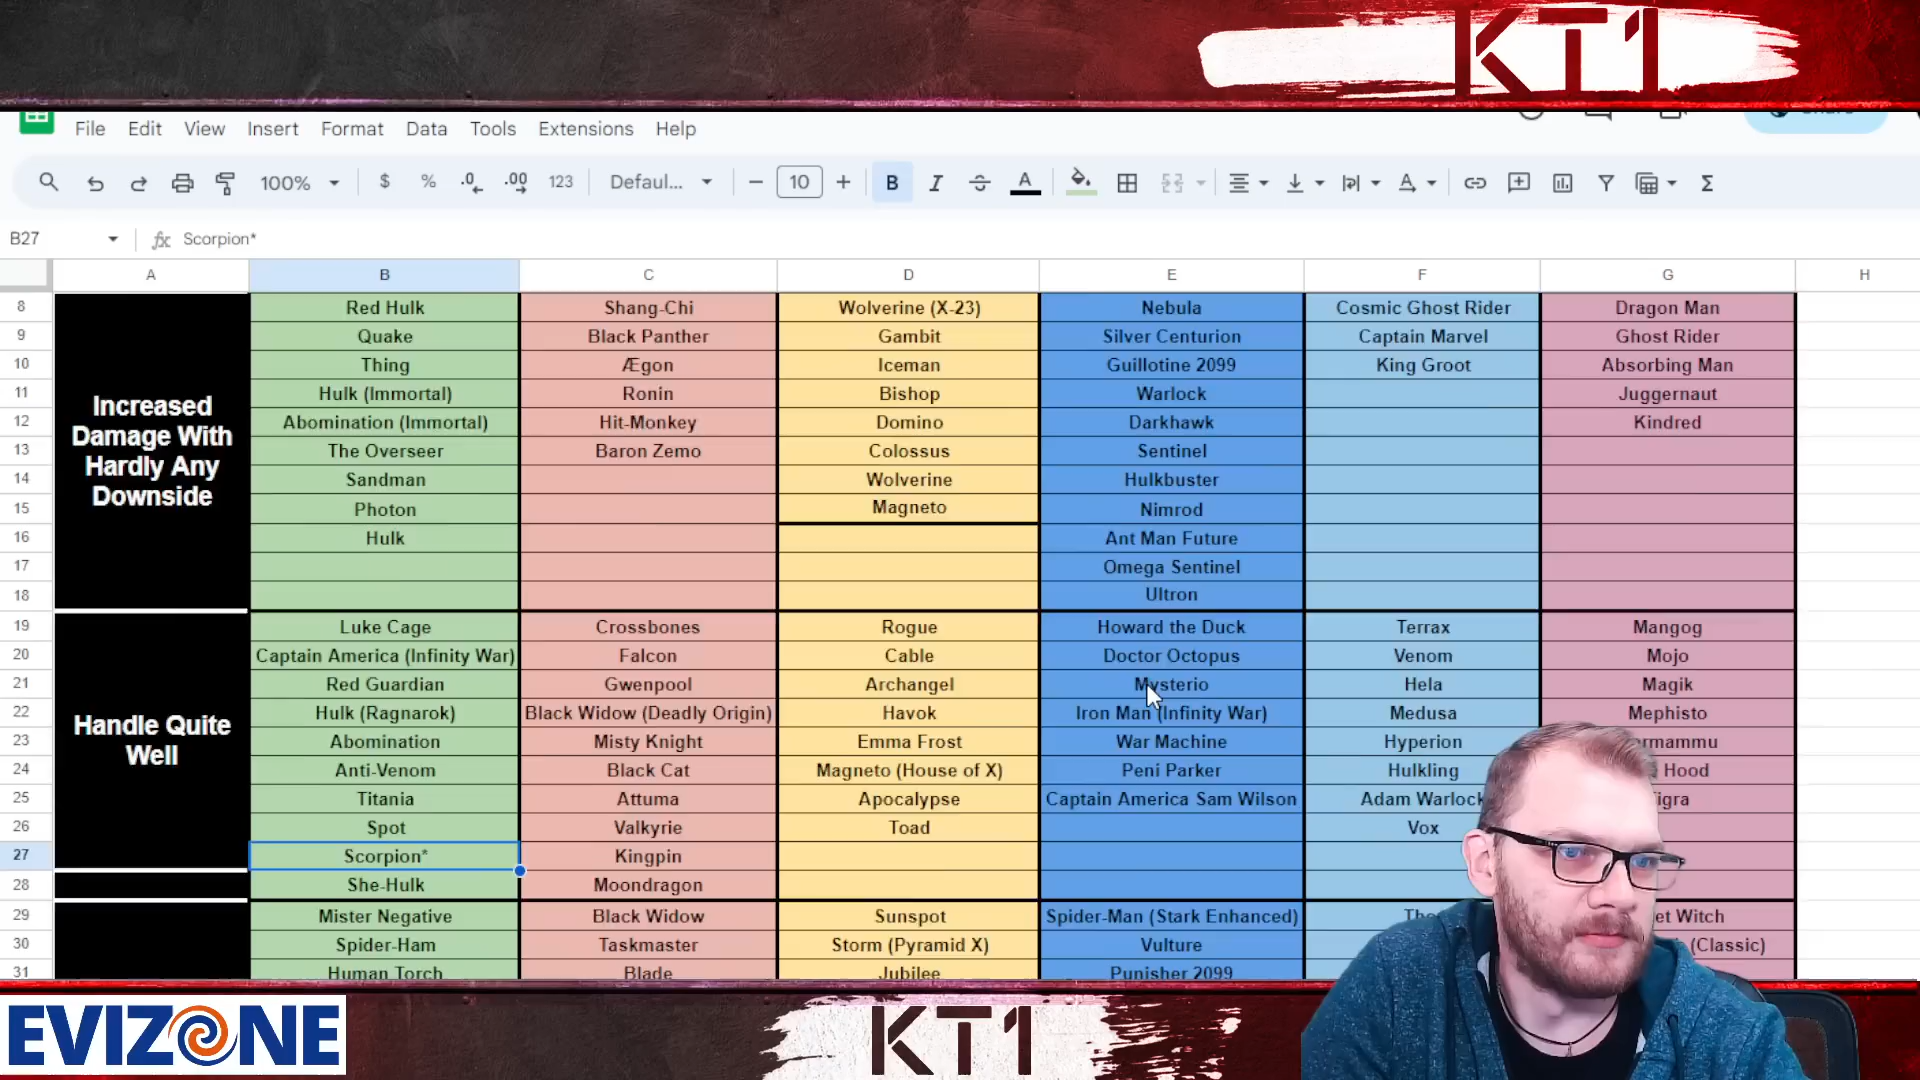 KT1
File Edit View Insert Format Data Tools Extensions Help
100% $ % .0 .00 123 Defaul... 10 B I A Σ
B27 fx Scorpion*
A B C D E F G H
8 Red Hulk Shang-Chi Wolverine (X-23) Nebula Cosmic Ghost Rider Dragon Man
9 Quake Black Panther Gambit Silver Centurion Captain Marvel Ghost Rider
10 Thing Ægon Iceman Guillotine 2099 King Groot Absorbing Man
11 Hulk (Immortal) Ronin Bishop Warlock Juggernaut
12 Abomination (Immortal) Hit-Monkey Domino Darkhawk Kindred
13 The Overseer Baron Zemo Colossus Sentinel
14 Sandman Wolverine Hulkbuster
15 Photon Magneto Nimrod
16 Hulk Ant Man Future
17 Omega Sentinel
18 Ultron
Increased
Damage With
Hardly Any
Downside
19 Luke Cage Crossbones Rogue Howard the Duck Terrax Mangog
20 Captain America (Infinity War) Falcon Cable Doctor Octopus Venom Mojo
21 Red Guardian Gwenpool Archangel Mysterio Hela Magik
22 Hulk (Ragnarok) Black Widow (Deadly Origin) Havok Iron Man (Infinity War) Medusa Mephisto
23 Abomination Misty Knight Emma Frost War Machine Hyperion
24 Anti-Venom Black Cat Magneto (House of X) Peni Parker Hulkling Hood
25 Titania Attuma Apocalypse Captain America Sam Wilson Adam Warlock
26 Spot Valkyrie Toad Vox
27 Scorpion* Kingpin
28 She-Hulk Moondragon
Handle Quite
Well
29 Mister Negative Black Widow Sunspot Spider-Man (Stark Enhanced) Witch
30 Spider-Ham Taskmaster Storm (Pyramid X) Vulture (Classic)
31 Human Torch Blade Jubilee Punisher 2099
EVIZONE
KT1